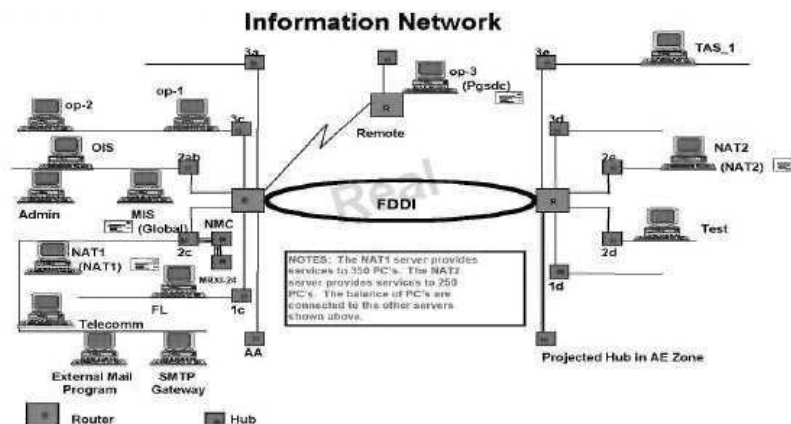 Information Network
3a
3e
TAS_1
op-3
(Pgsdc)
op-2
op-1
3c
Remote
3d
OIS
2ab
2e
NAT2
(NAT2)
Real
FDDI
R
R
R
Admin
MIS
(Global)
NMC
2c
Test
2d
NAT1
(NAT1)
MRXI-24
NOTES: The NAT1 server provides
services to 350 PC's. The NAT2
server provides services to 250
PC's. The balance of PC's are
connected to the other servers
shown above.
FL
1c
1d
Telecomm
AA
Projected Hub in AE Zone
External Mail
Program
SMTP
Gateway
Router
Hub